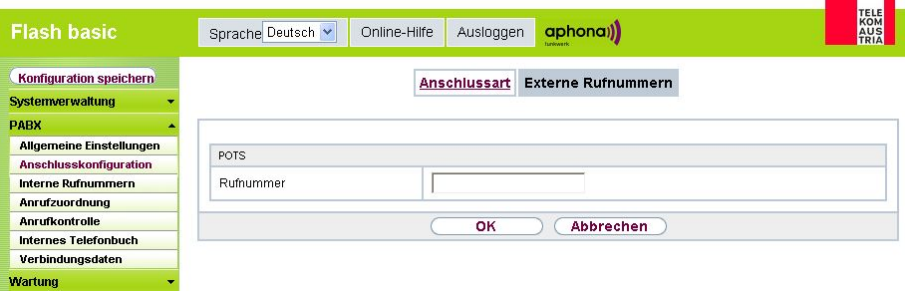 Flash basic
Sprache Deutsch
Online-Hilfe
Ausloggen
aphona
funkwerk
TELE
KOM
AUS
TRIA
Konfiguration speichern
Systemverwaltung
PABX
Allgemeine Einstellungen
Anschlusskonfiguration
Interne Rufnummern
Anrufzuordnung
Anrufkontrolle
Internes Telefonbuch
Verbindungsdaten
Wartung
Anschlussart
Externe Rufnummern
POTS
Rufnummer
OK
Abbrechen